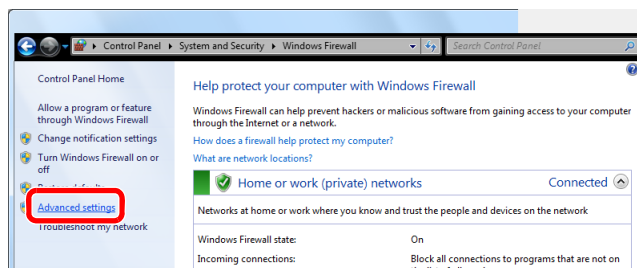 Control Panel ▸ System and Security ▸ Windows Firewall
Search Control Panel
Control Panel Home
Allow a program or feature
through Windows Firewall
Change notification settings
Turn Windows Firewall on or
off
Advanced settings
Troubleshoot my network
Help protect your computer with Windows Firewall
Windows Firewall can help prevent hackers or malicious software from gaining access to your computer
through the Internet or a network.
How does a firewall help protect my computer?
What are network locations?
Home or work (private) networks Connected
Networks at home or work where you know and trust the people and devices on the network
Windows Firewall state: On
Incoming connections: Block all connections to programs that are not on